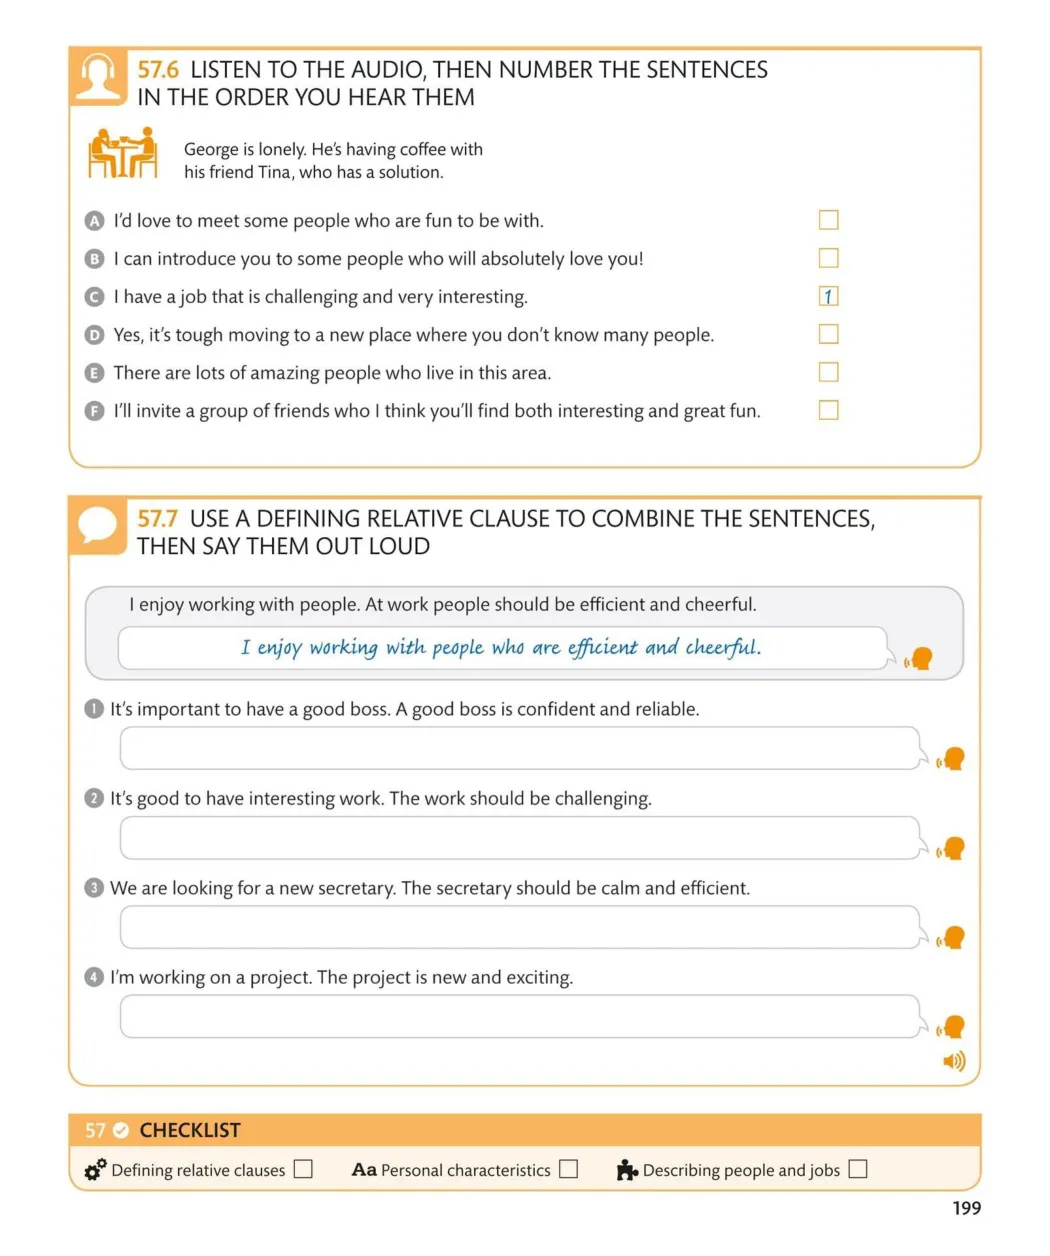 57.6 LISTEN TO THE AUDIO, THEN NUMBER THE SENTENCES
IN THE ORDER YOU HEAR THEM
George is lonely. He's having coffee with
his friend Tina, who has a solution.
A I'd love to meet some people who are fun to be with.
B I can introduce you to some people who will absolutely love you!
C I have a job that is challenging and very interesting. 1
D Yes, it's tough moving to a new place where you don't know many people.
E There are lots of amazing people who live in this area.
F I'll invite a group of friends who I think you'll find both interesting and great fun.
57.7 USE A DEFINING RELATIVE CLAUSE TO COMBINE THE SENTENCES,
THEN SAY THEM OUT LOUD
I enjoy working with people. At work people should be efficient and cheerful.
I enjoy working with people who are efficient and cheerful.
1 It's important to have a good boss. A good boss is confident and reliable.
2 It's good to have interesting work. The work should be challenging.
3 We are looking for a new secretary. The secretary should be calm and efficient.
4 I'm working on a project. The project is new and exciting.
57 CHECKLIST
Defining relative clauses Aa Personal characteristics Describing people and jobs
199